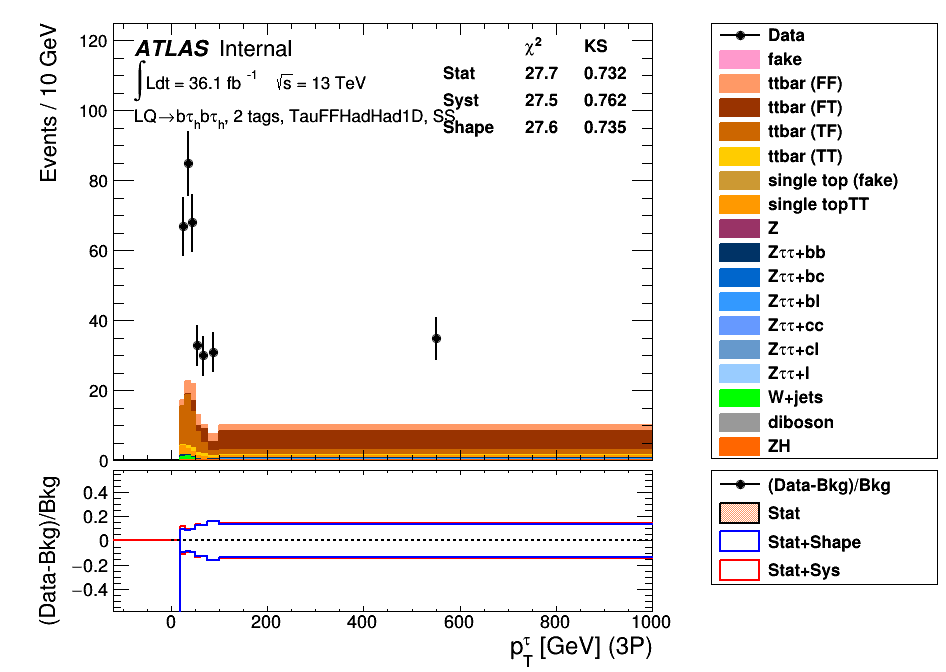 Events / 10 GeV
120
100
80
60
40
20
0
ATLAS Internal
∫Ldt = 36.1 fb⁻¹ √s = 13 TeV
LQ→bτₕbτₕ, 2 tags, TauFFHadHad1D, SS
χ² KS
Stat 27.7 0.732
Syst 27.5 0.762
Shape 27.6 0.735
Data
fake
ttbar (FF)
ttbar (FT)
ttbar (TF)
ttbar (TT)
single top (fake)
single topTT
Z
Zττ+bb
Zττ+bc
Zττ+bl
Zττ+cc
Zττ+cl
Zττ+l
W+jets
diboson
ZH
(Data-Bkg)/Bkg
0.4
0.2
0
−0.2
−0.4
0 200 400 600 800 1000
p_T^τ [GeV] (3P)
(Data-Bkg)/Bkg
Stat
Stat+Shape
Stat+Sys